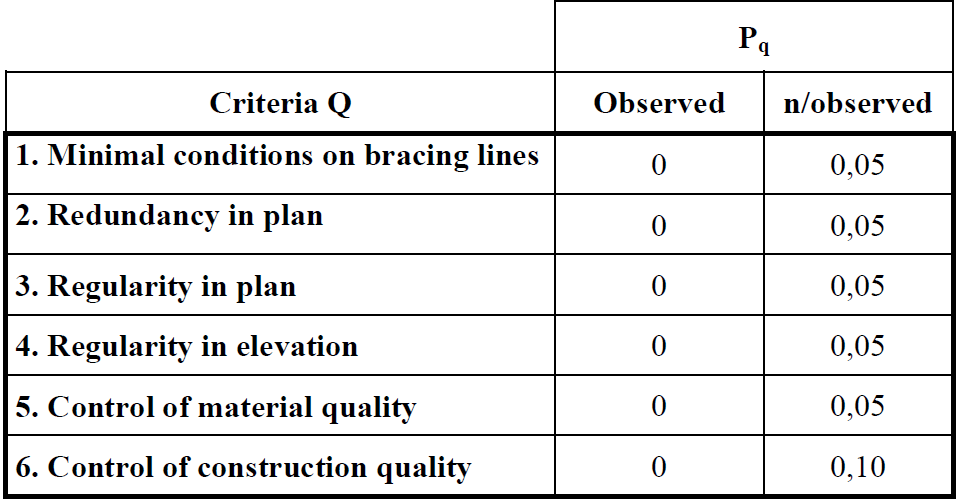 Pq
Criteria Q Observed n/observed
1. Minimal conditions on bracing lines 0 0,05
2. Redundancy in plan 0 0,05
3. Regularity in plan 0 0,05
4. Regularity in elevation 0 0,05
5. Control of material quality 0 0,05
6. Control of construction quality 0 0,10